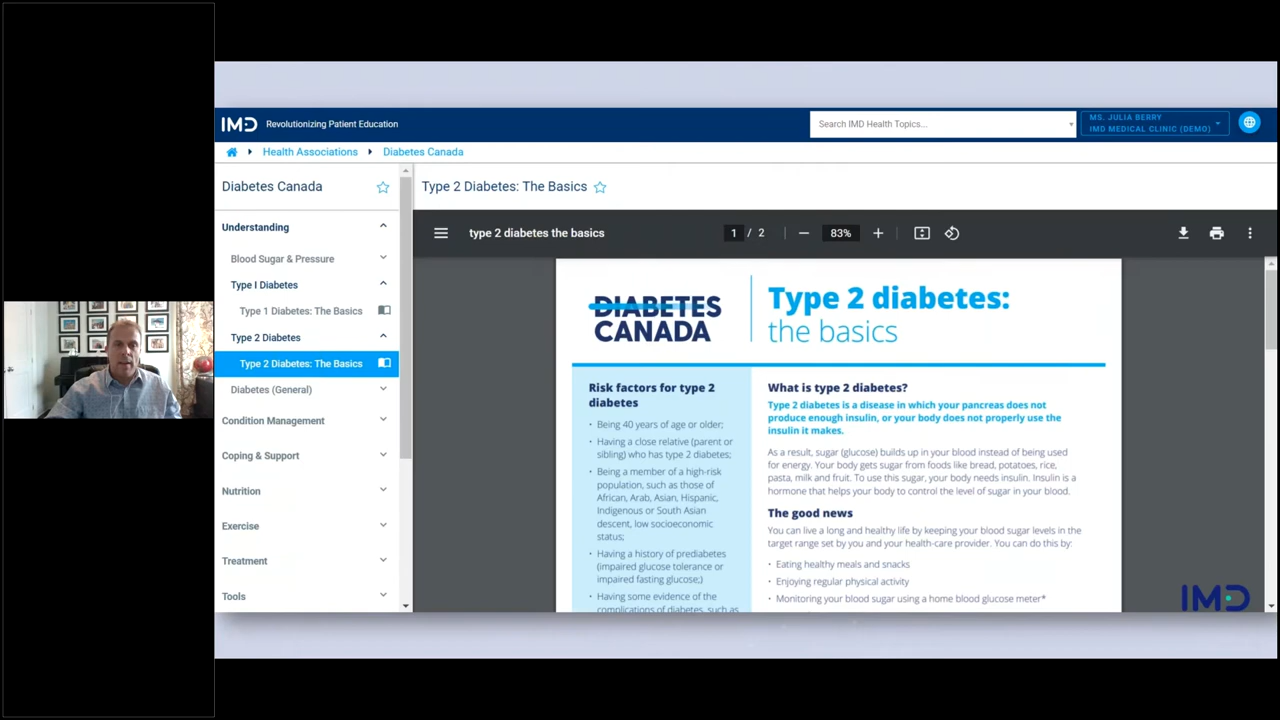 IMD Revolutionizing Patient Education
Search IMD Health Topics...
MS. JULIA BERRY
IMD MEDICAL CLINIC (DEMO)
Health Associations
Diabetes Canada
Diabetes Canada
Understanding
Blood Sugar & Pressure
Type I Diabetes
Type 1 Diabetes: The Basics
Type 2 Diabetes
Type 2 Diabetes: The Basics
Diabetes (General)
Condition Management
Coping & Support
Nutrition
Exercise
Treatment
Tools
Type 2 Diabetes: The Basics
type 2 diabetes the basics
1 / 2
83%
DIABETES
CANADA
Type 2 diabetes:
the basics
Risk factors for type 2
diabetes
• Being 40 years of age or older;
• Having a close relative (parent or
sibling) who has type 2 diabetes;
• Being a member of a high-risk
population, such as those of
African, Arab, Asian, Hispanic,
Indigenous or South Asian
descent, low socioeconomic
status;
• Having a history of prediabetes
(impaired glucose tolerance or
impaired fasting glucose;)
• Having some evidence of the
complications of diabetes, such as
What is type 2 diabetes?
Type 2 diabetes is a disease in which your pancreas does not
produce enough insulin, or your body does not properly use the
insulin it makes.
As a result, sugar (glucose) builds up in your blood instead of being used
for energy. Your body gets sugar from foods like bread, potatoes, rice,
pasta, milk and fruit. To use this sugar, your body needs insulin. Insulin is a
hormone that helps your body to control the level of sugar in your blood.
The good news
You can live a long and healthy life by keeping your blood sugar levels in the
target range set by you and your health-care provider. You can do this by:
• Eating healthy meals and snacks
• Enjoying regular physical activity
• Monitoring your blood sugar using a home blood glucose meter*
IMD